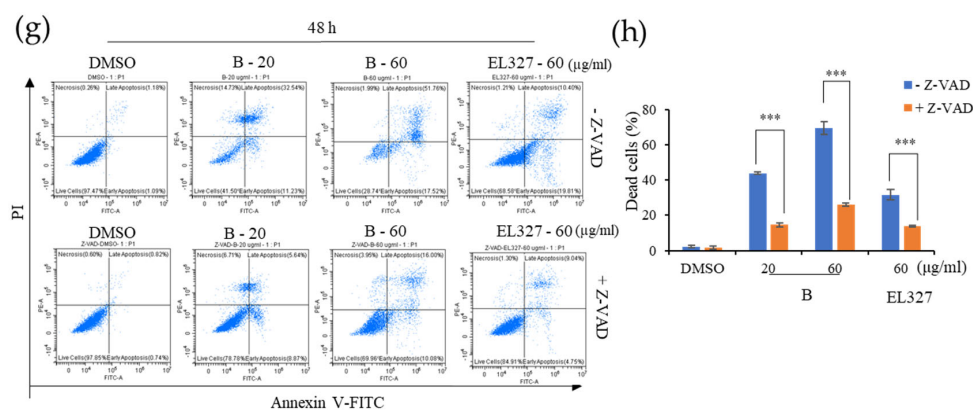 (g)
48 h
DMSO
B - 20
B - 60
EL327 - 60 (µg/ml)
DMSO - 1 : P1
B-20 ugml - 1 : P1
B-60 ugml - 1 : P1
EL327-60 ugml - 1 : P1
Necrosis(0.26%) Late Apoptosis(1.18%)
Necrosis(14.73%) Late Apoptosis(32.54%)
Necrosis(1.99%) Late Apoptosis(51.76%)
Necrosis(1.21%) Late Apoptosis(10.40%)
Live Cells(97.47%) Early Apoptosis(1.09%)
Live Cells(41.50% Early Apoptosis(11.23%)
Live Cells(28.74% Early Apoptosis(17.52%)
Live Cells(68.58% Early Apoptosis(19.81%)
PE-A
FITC-A
FITC-A
FITC-A
FITC-A
- Z-VAD
PI
DMSO
B - 20
B - 60
EL327 - 60 (µg/ml)
Z-VAD-DMSO - 1 : P1
Z-VAD-B-20 ugml - 1 : P1
Z-VAD-B-60 ugml - 1 : P1
Z-VAD-EL327-60 ugml - 1 : P1
Necrosis(0.60%) Late Apoptosis(0.82%)
Necrosis(6.71%) Late Apoptosis(5.64%)
Necrosis(3.95%) Late Apoptosis(16.00%)
Necrosis(1.30%) Late Apoptosis(9.04%)
Live Cells(97.85% Early Apoptosis(0.74%)
Live Cells(78.78% Early Apoptosis(8.87%)
Live Cells(69.96% Early Apoptosis(10.08%)
Live Cells(84.91% Early Apoptosis(4.75%)
PE-A
FITC-A
FITC-A
FITC-A
FITC-A
+ Z-VAD
Annexin V-FITC
(h)
- Z-VAD
+ Z-VAD
Dead cells (%)
80
60
40
20
0
***
***
***
DMSO
20
60
60 (µg/ml)
B
EL327